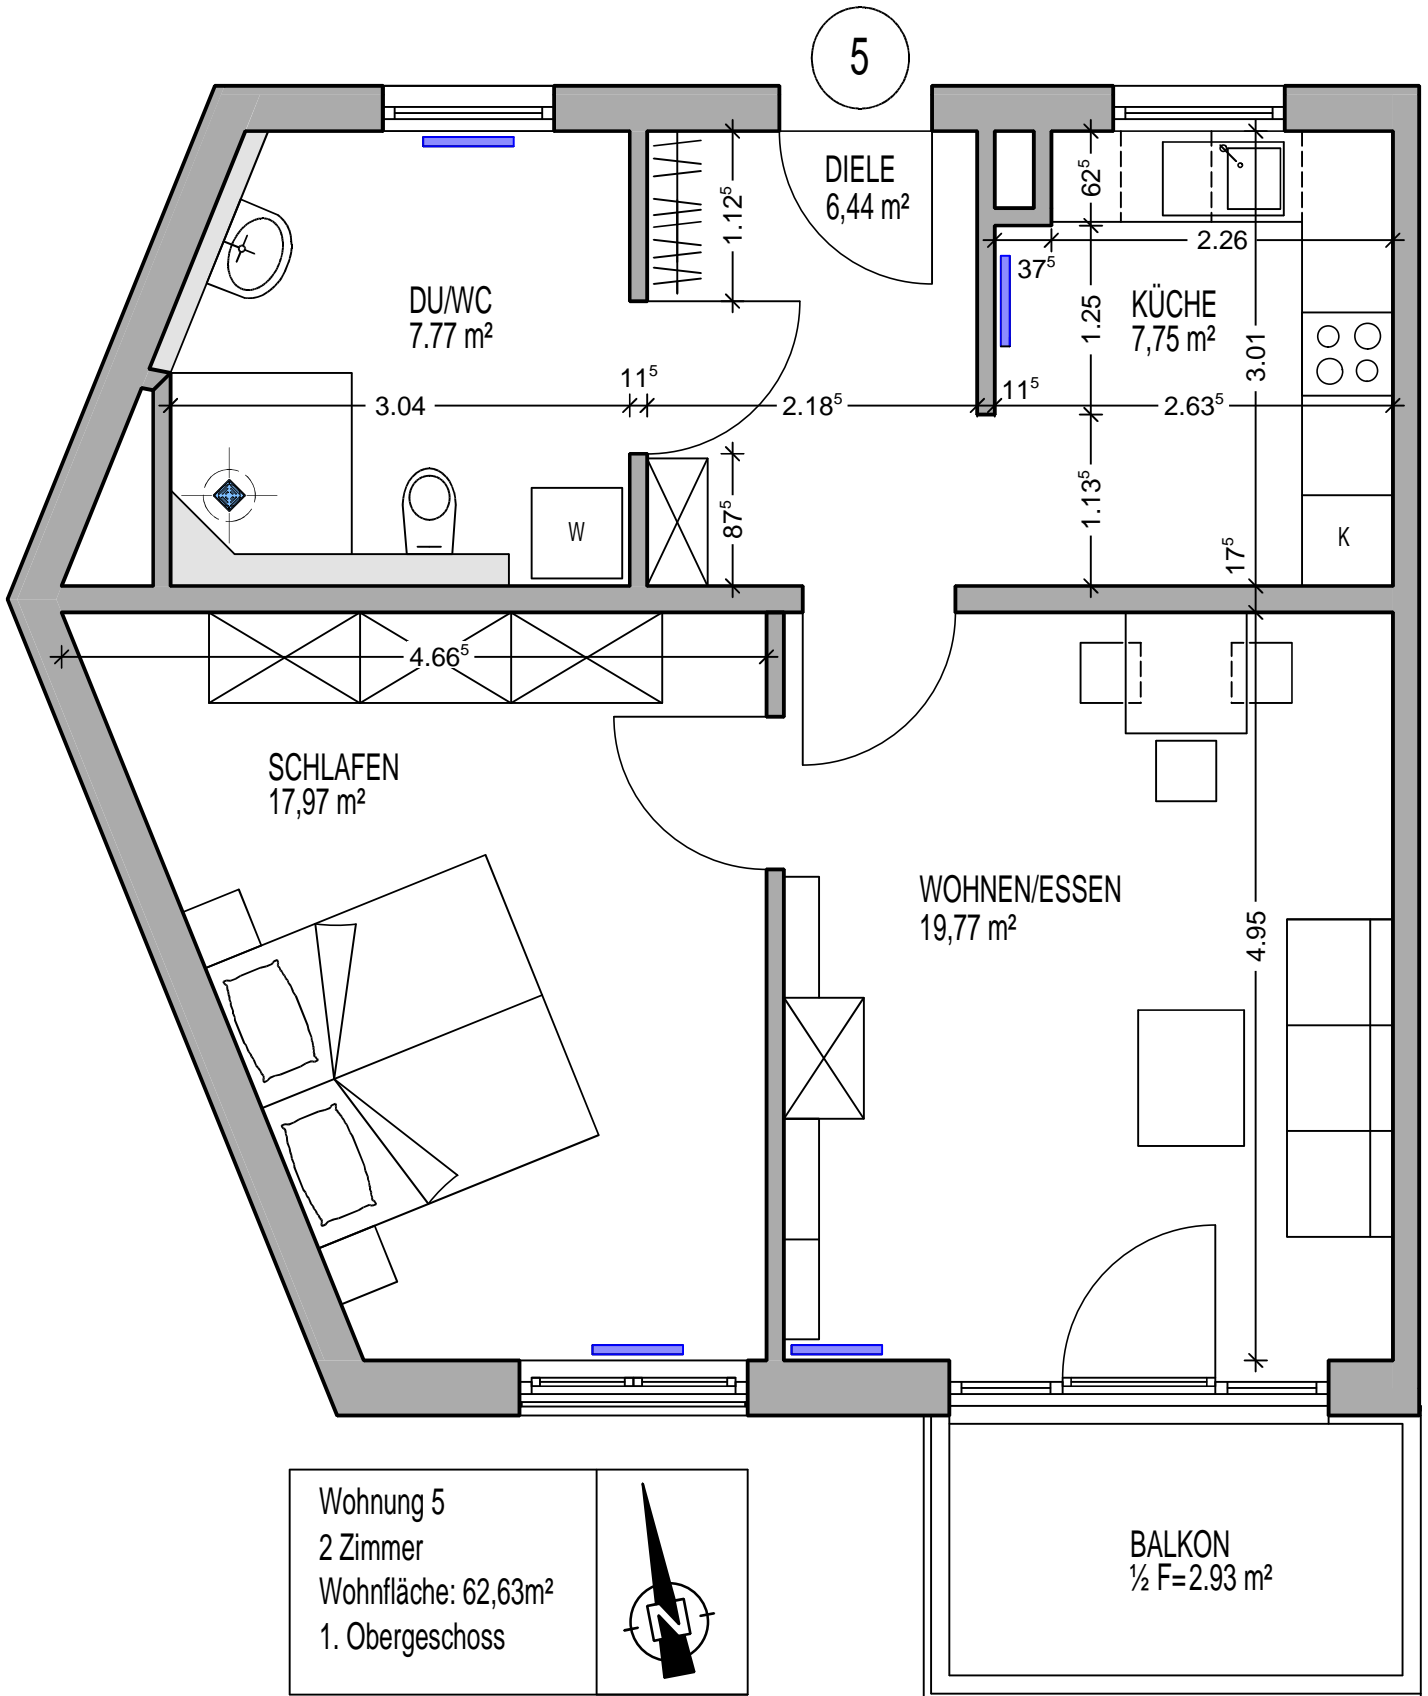 5
DIELE
6,44 m²
1.12⁵
62⁵
2.26
37⁵
DU/WC
7.77 m²
1.25
KÜCHE
7,75 m²
3.01
11⁵
11⁵
3.04
2.18⁵
2.63⁵
87⁵
1.13⁵
W
17⁵
K
4.66⁵
SCHLAFEN
17,97 m²
WOHNEN/ESSEN
19,77 m²
4.95
Wohnung 5
2 Zimmer
Wohnfläche: 62,63m²
1. Obergeschoss
N
BALKON
½ F=2.93 m²